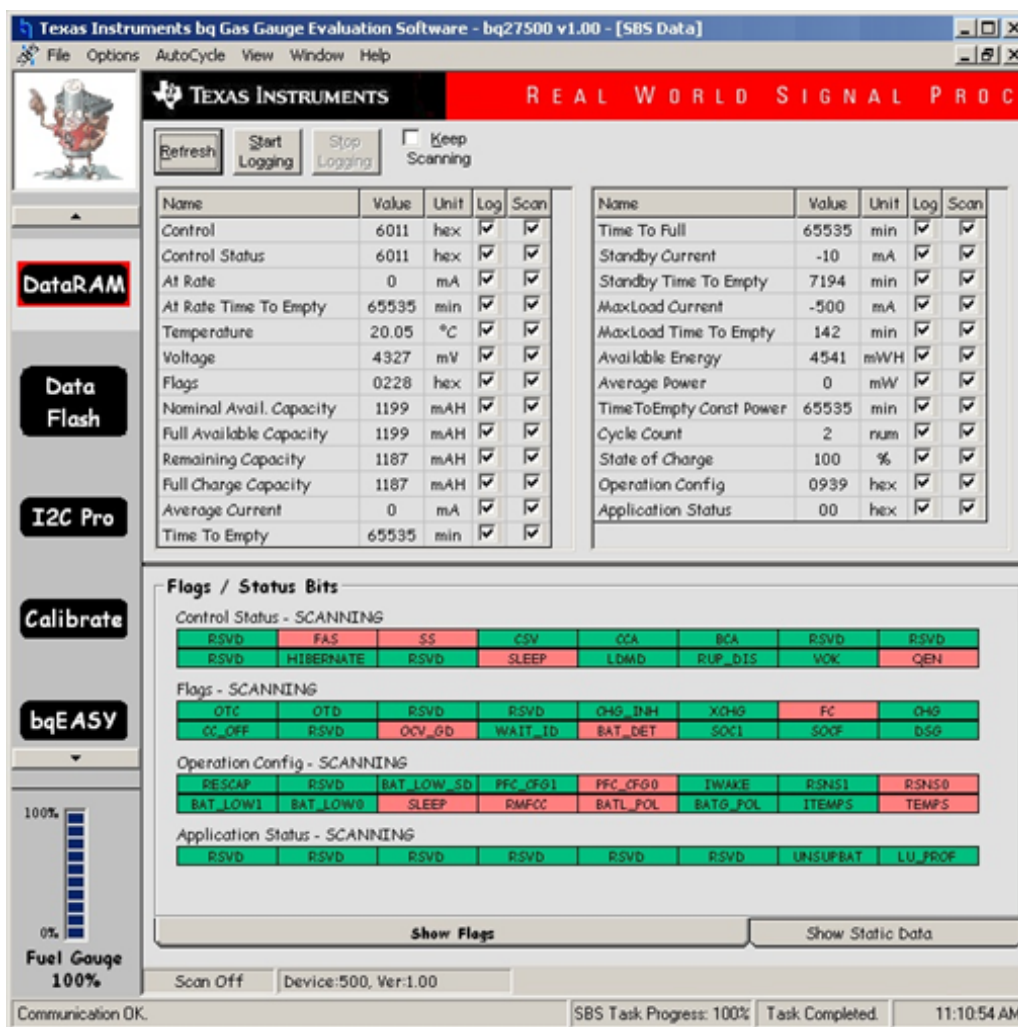 Texas Instruments bq Gas Gauge Evaluation Software - bq27500 v1.00 - [SBS Data]
File Options AutoCycle View Window Help
TEXAS INSTRUMENTS REAL WORLD SIGNAL PROC
Refresh
Start Logging
Stop Logging
Keep Scanning
DataRAM
Data Flash
I2C Pro
Calibrate
bqEASY
100%
0%
Fuel Gauge
100%
Name Value Unit Log Scan
Control 6011 hex
Control Status 6011 hex
At Rate 0 mA
At Rate Time To Empty 65535 min
Temperature 20.05 °C
Voltage 4327 mV
Flags 0228 hex
Nominal Avail. Capacity 1199 mAH
Full Available Capacity 1199 mAH
Remaining Capacity 1187 mAH
Full Charge Capacity 1187 mAH
Average Current 0 mA
Time To Empty 65535 min
Name Value Unit Log Scan
Time To Full 65535 min
Standby Current -10 mA
Standby Time To Empty 7194 min
MaxLoad Current -500 mA
MaxLoad Time To Empty 142 min
Available Energy 4541 mWH
Average Power 0 mW
TimeToEmpty Const Power 65535 min
Cycle Count 2 num
State of Charge 100 %
Operation Config 0939 hex
Application Status 00 hex
Flags / Status Bits
Control Status - SCANNING
RSVD FAS SS CSV CCA BCA RSVD RSVD
RSVD HIBERNATE RSVD SLEEP LDMD RUP_DIS VOK QEN
Flags - SCANNING
OTC OTD RSVD RSVD CHG_INH XCHG FC CHG
CC_OFF RSVD OCV_GD WAIT_ID BAT_DET SOC1 SOCF DSG
Operation Config - SCANNING
RESCAP RSVD BAT_LOW_SD PFC_CFG1 PFC_CFG0 IWAKE RSNS1 RSNS0
BAT_LOW1 BAT_LOW0 SLEEP RMFCC BATL_POL BATG_POL ITEMPS TEMPS
Application Status - SCANNING
RSVD RSVD RSVD RSVD RSVD RSVD UNSUPBAT LU_PROF
Show Flags Show Static Data
Scan Off Device:500, Ver:1.00
Communication OK. SBS Task Progress: 100% Task Completed. 11:10:54 AM